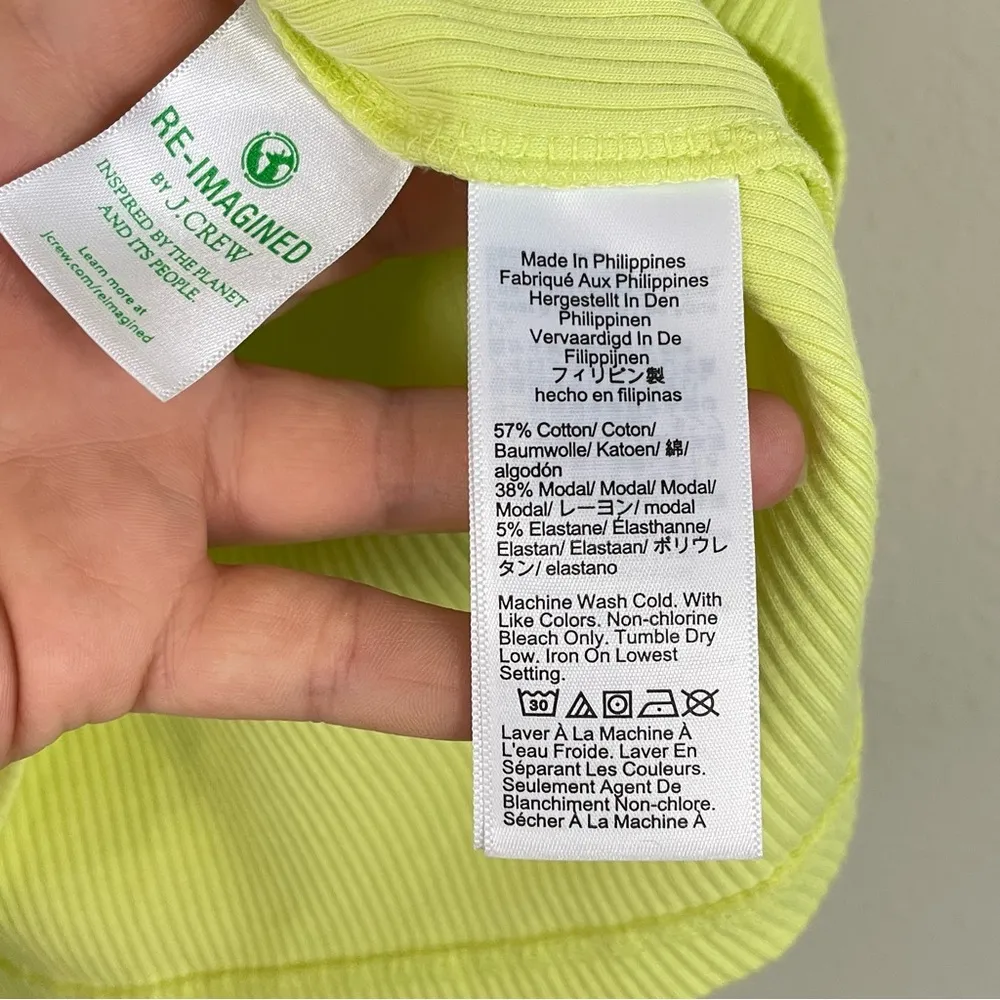 RE-IMAGINED
BY J.CREW
INSPIRED BY THE PLANET
AND ITS PEOPLE
Learn more at
jcrew.com/reimagined
Made In Philippines
Fabriqué Aux Philippines
Hergestellt In Den
Philippinen
Vervaardigd In De
Filippijnen
フィリピン製
hecho en filipinas
57% Cotton/ Coton/
Baumwolle/ Katoen/ 綿/
algodón
38% Modal/ Modal/ Modal/
Modal/ レーヨン/ modal
5% Elastane/ Élasthanne/
Elastan/ Elastaan/ ポリウレ
タン/ elastano
Machine Wash Cold. With
Like Colors. Non-chlorine
Bleach Only. Tumble Dry
Low. Iron On Lowest
Setting.
30
Laver À La Machine À
L'eau Froide. Laver En
Séparant Les Couleurs.
Seulement Agent De
Blanchiment Non-chlore.
Sécher À La Machine À